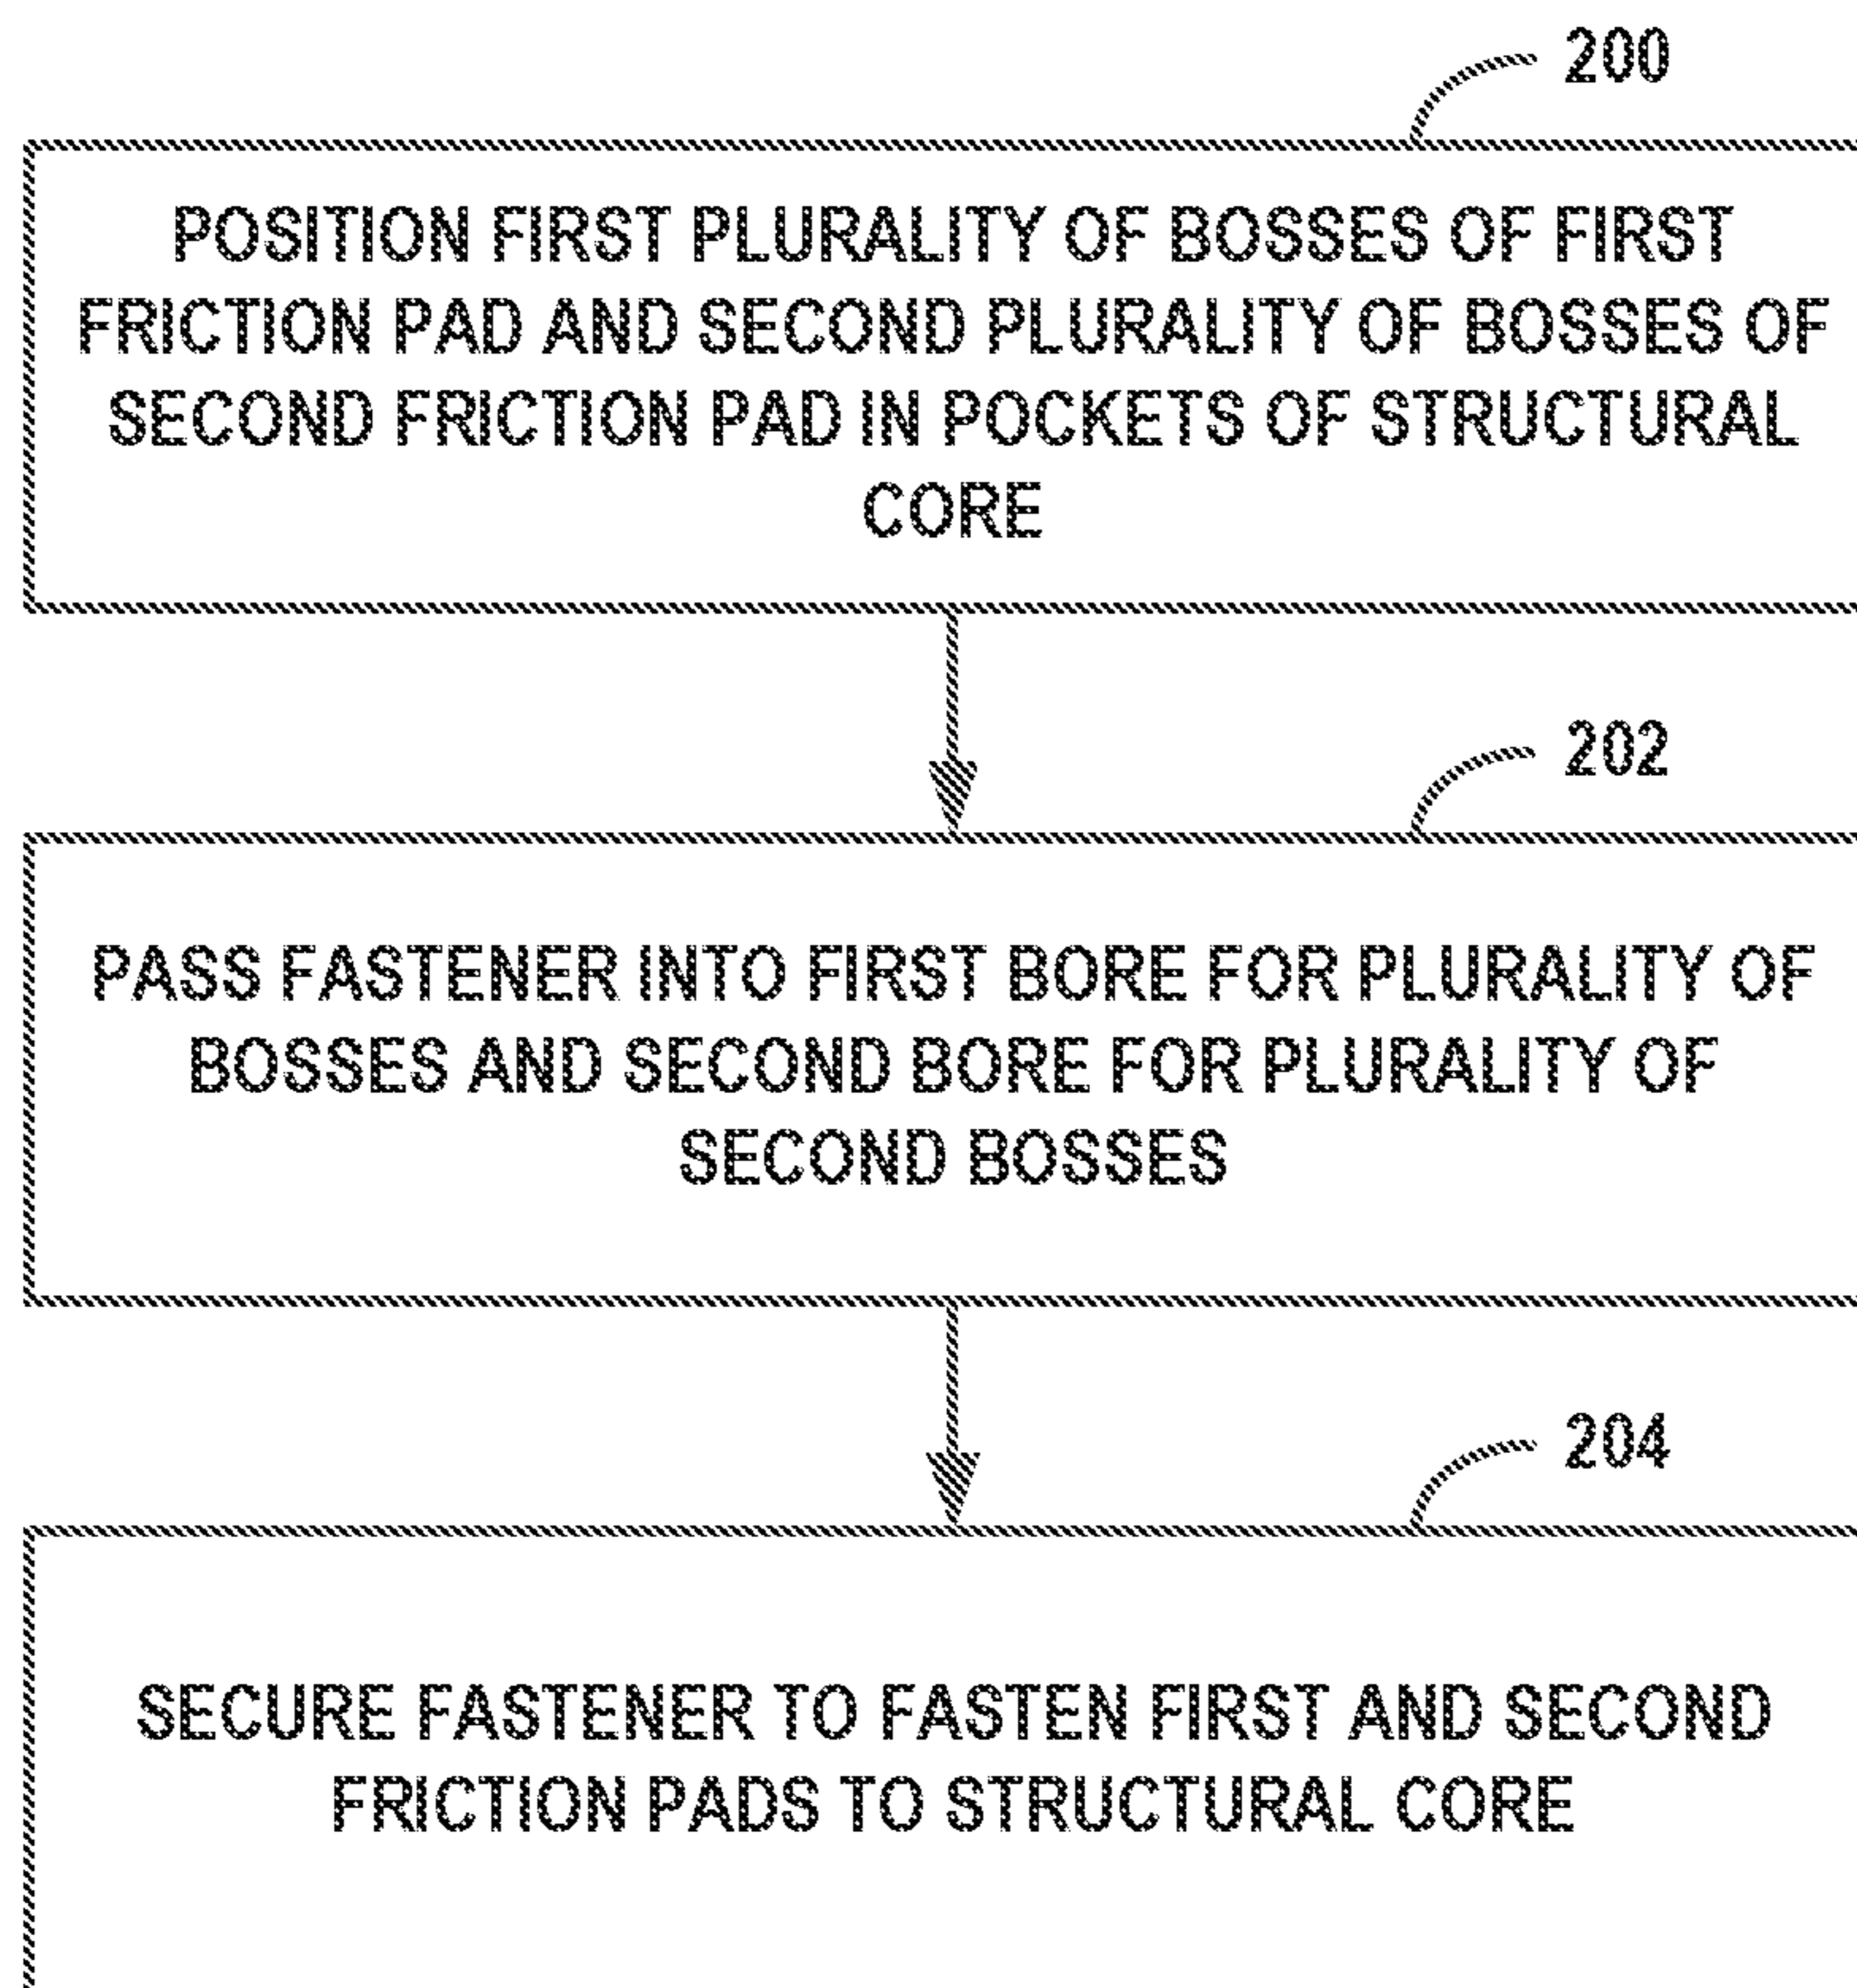 200
POSITION FIRST PLURALITY OF BOSSES OF FIRST
FRICTION PAD AND SECOND PLURALITY OF BOSSES OF
SECOND FRICTION PAD IN POCKETS OF STRUCTURAL
CORE
202
PASS FASTENER INTO FIRST BORE FOR PLURALITY OF
BOSSES AND SECOND BORE FOR PLURALITY OF
SECOND BOSSES
204
SECURE FASTENER TO FASTEN FIRST AND SECOND
FRICTION PADS TO STRUCTURAL CORE